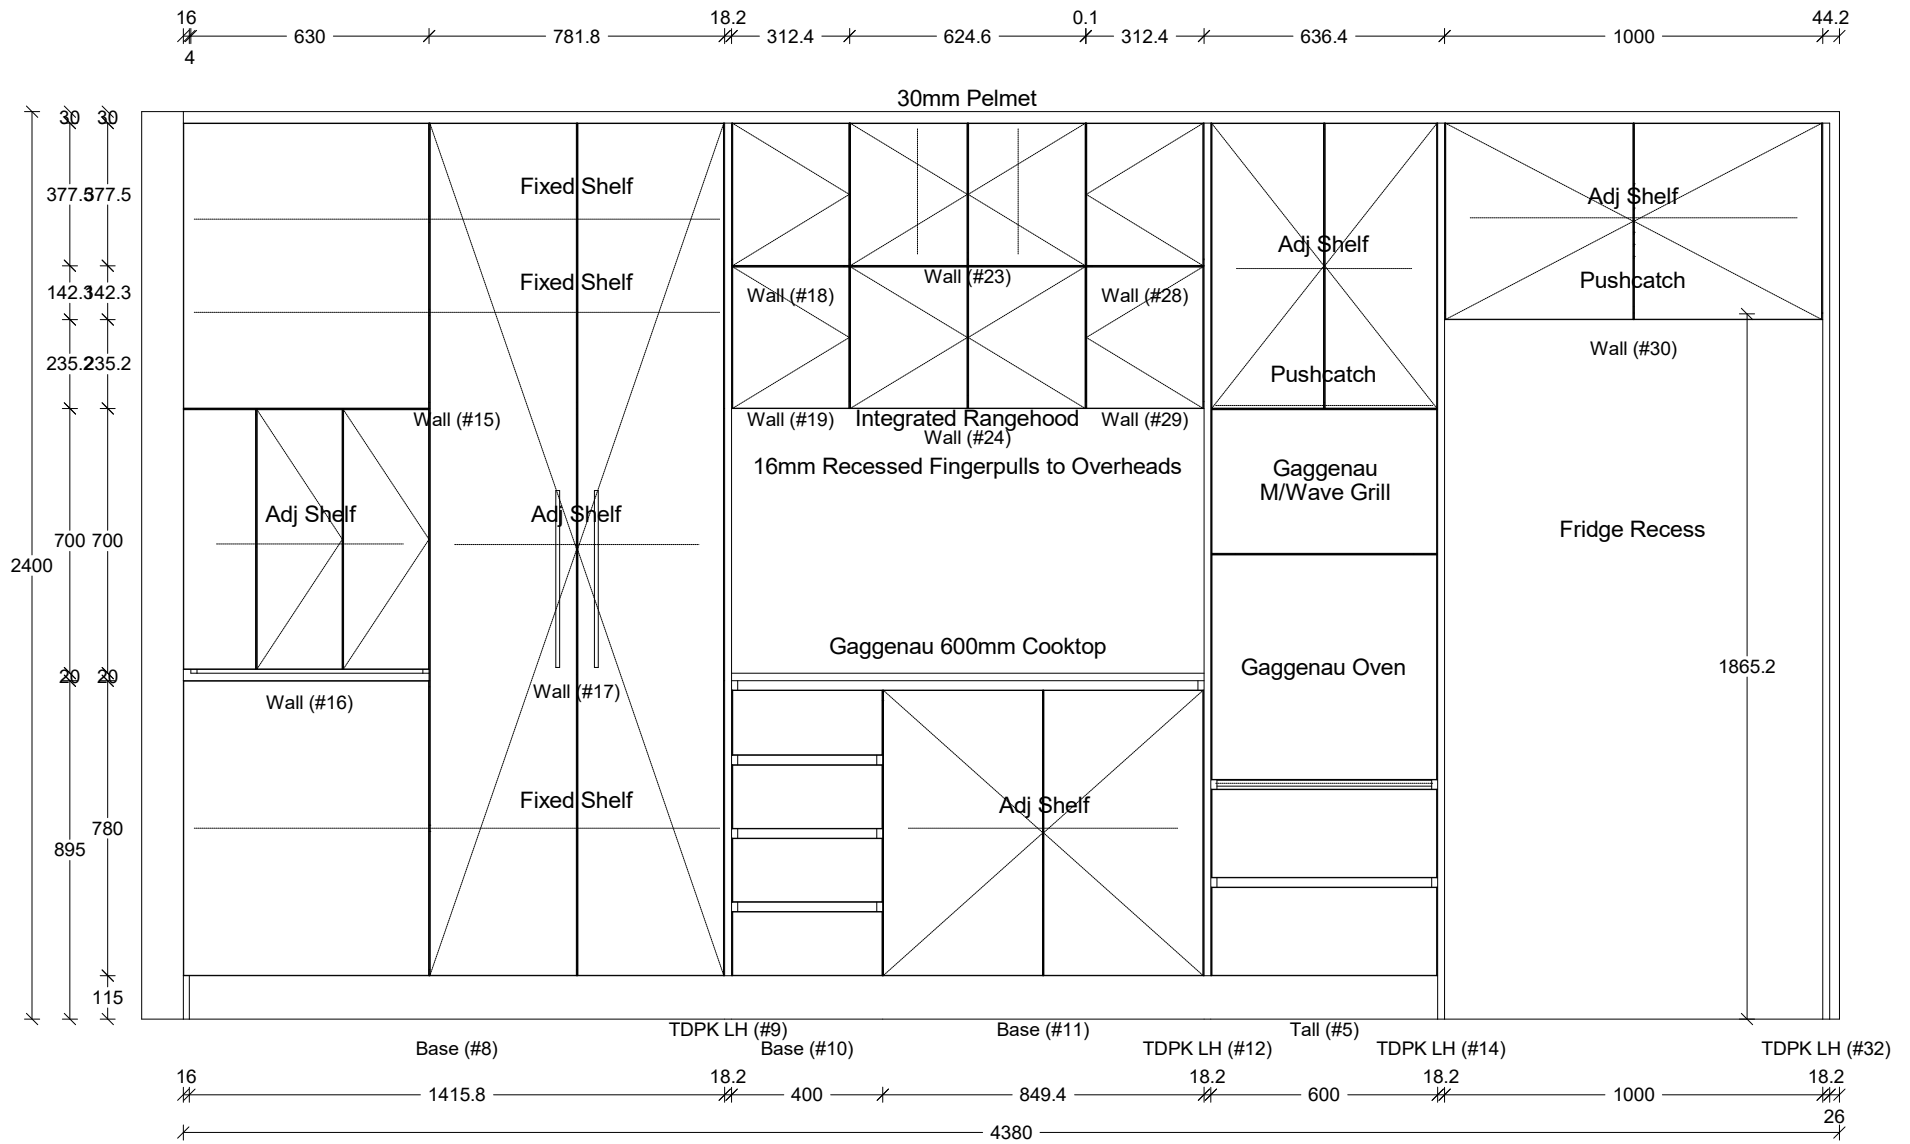 16 18.2 0.1 44.2
630 781.8 312.4 624.6 312.4 636.4 1000
4
30mm Pelmet
30 30
377.5 377.5
142.3 142.3
235.2 235.2
700 700
2400
20 20
780
895
115
Fixed Shelf
Fixed Shelf
Wall (#15)
Adj Shelf
Adj Shelf
Wall (#16)
Wall (#17)
Fixed Shelf
Wall (#18)
Wall (#23)
Wall (#28)
Wall (#19)
Integrated Rangehood
Wall (#29)
Wall (#24)
16mm Recessed Fingerpulls to Overheads
Gaggenau 600mm Cooktop
Adj Shelf
Adj Shelf
Pushcatch
Gaggenau
M/Wave Grill
Gaggenau Oven
Adj Shelf
Pushcatch
Wall (#30)
Fridge Recess
1865.2
TDPK LH (#9) Base (#11) Tall (#5)
Base (#8) Base (#10) TDPK LH (#12) TDPK LH (#14) TDPK LH (#32)
16 18.2 18.2 18.2 18.2
1415.8 400 849.4 600 1000
26
4380